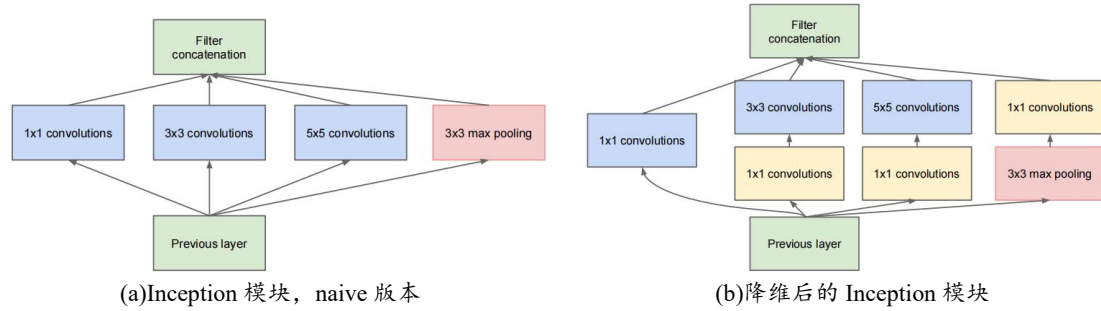 Filter
concatenation
1x1 convolutions
3x3 convolutions
5x5 convolutions
3x3 max pooling
Previous layer
(a)Inception 模块，naive 版本
Filter
concatenation
3x3 convolutions
5x5 convolutions
1x1 convolutions
1x1 convolutions
1x1 convolutions
1x1 convolutions
3x3 max pooling
Previous layer
(b)降维后的 Inception 模块